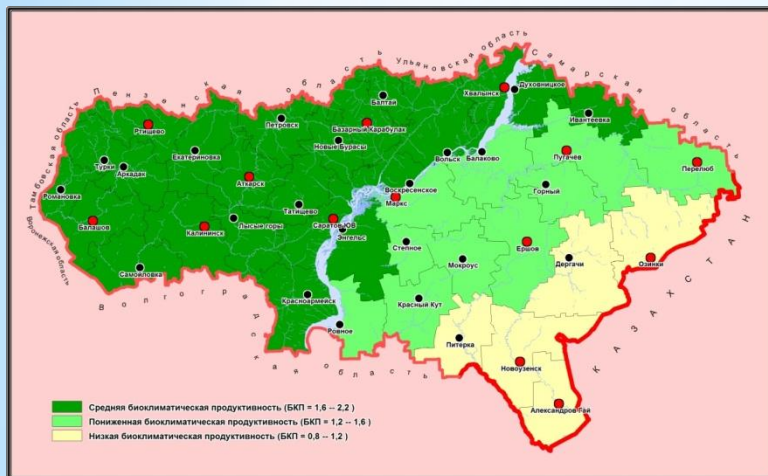 Тамбовская область
Пензенская область
Ульяновская область
Самарская область
Воронежская область
Волгоградская область
КАЗАХСТАН
Духовницкое
Хвалынск
Балтай
Ивантеевка
Ртищево
Петровск
Базарный Карабулак
Новые Бурасы
Екатериновка
Турки
Аркадак
Вольск
Балаково
Пугачев
Перелюб
Аткарск
Романовка
Воскресенское
Горный
Маркс
Татищево
Балашов
Калининск
Лысые горы
Саратов ЮВ
Энгельс
Степное
Ершов
Мокроус
Дергачи
Озинки
Самойловка
Красноармейск
Красный Кут
Ровное
Питерка
Новоузенск
Александров Гай
Средняя биоклиматическая продуктивность (БКП = 1,6 -- 2,2 )
Пониженная биоклиматическая продуктивность (БКП = 1,2 -- 1,6)
Низкая биоклиматическая продуктивность (БКП = 0,8 -- 1,2)